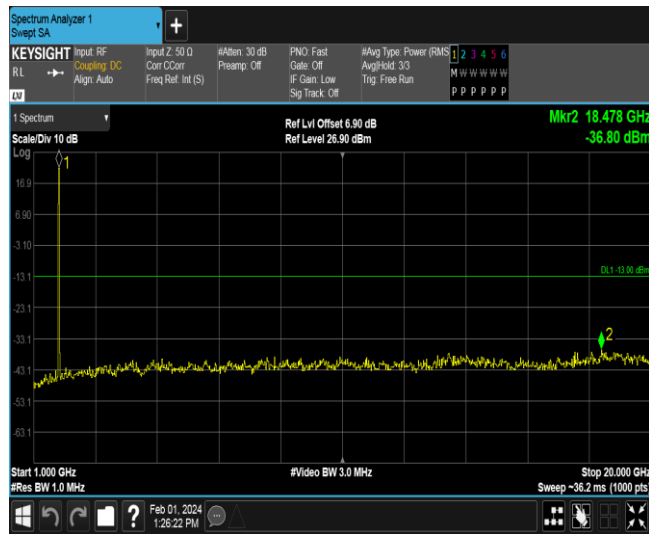 Spectrum Analyzer 1
Swept SA
+
KEYSIGHT
RL
LXI
Input: RF
Coupling: DC
Align: Auto
Input Z: 50 Ω
Corr CCorr
Freq Ref: Int (S)
#Atten: 30 dB
Preamp: Off
PNO: Fast
Gate: Off
IF Gain: Low
Sig Track: Off
#Avg Type: Power (RMS
Avg|Hold: 3/3
Trig: Free Run
1 2 3 4 5 6
M W W W W W
P P P P P P
1 Spectrum
Scale/Div 10 dB
Log
Ref Lvl Offset 6.90 dB
Ref Level 26.90 dBm
Mkr2 18.478 GHz
-36.80 dBm
1
16.9
6.90
-3.10
-13.1
DL1 -13.00 dBm
-23.1
-33.1
2
-43.1
-53.1
-63.1
Start 1.000 GHz
#Res BW 1.0 MHz
#Video BW 3.0 MHz
Stop 20.000 GHz
Sweep ~36.2 ms (1000 pts)
?
Feb 01, 2024
1:26:22 PM